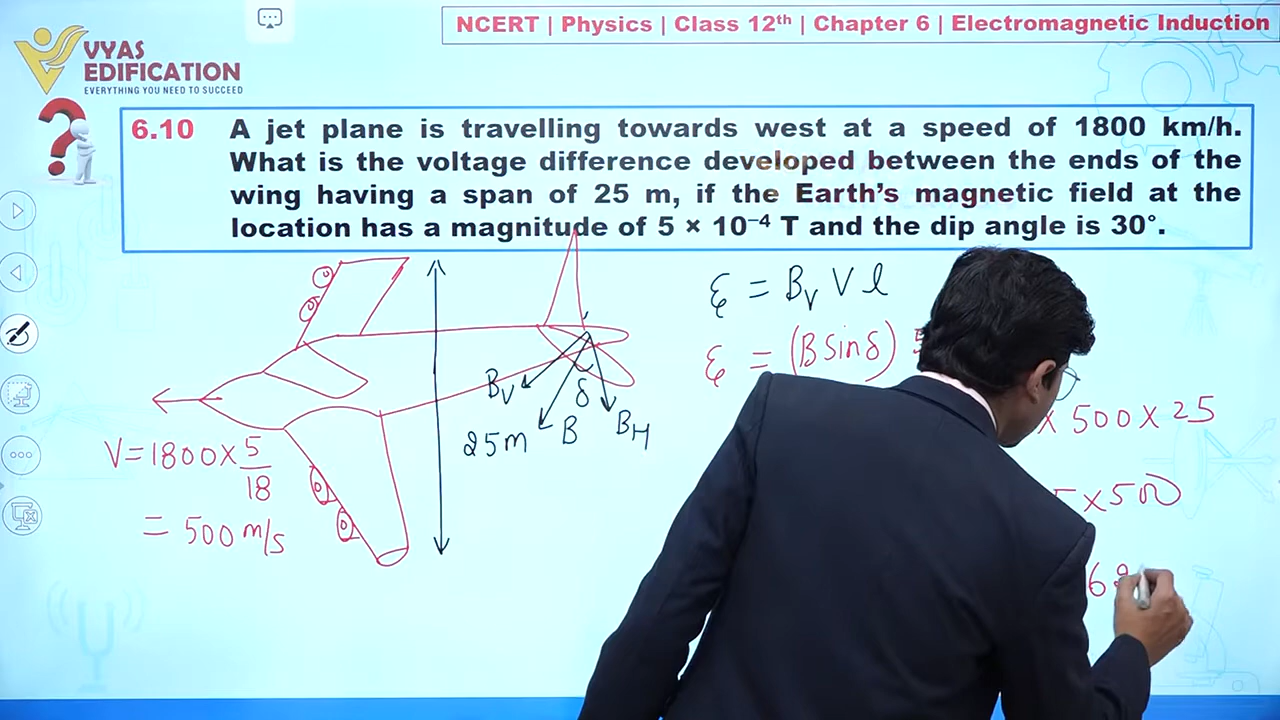 NCERT | Physics | Class 12th | Chapter 6 | Electromagnetic Induction
VYAS
EDIFICATION
EVERYTHING YOU NEED TO SUCCEED
6.10 A jet plane is travelling towards west at a speed of 1800 km/h.
What is the voltage difference developed between the ends of the
wing having a span of 25 m, if the Earth's magnetic field at the
location has a magnitude of 5 × 10⁻⁴ T and the dip angle is 30°.
ε = B_V V l
ε = (B sin δ)
× 500 × 25
× 500
B_V
δ
25m
B
B_H
V = 1800 × 5/18
= 500 m/s